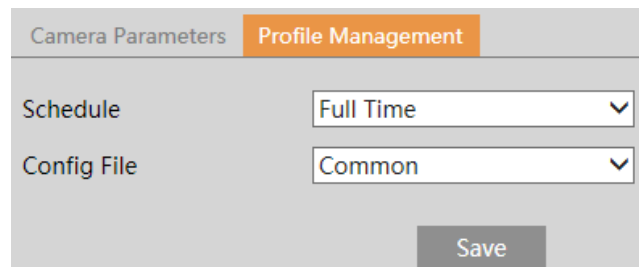 Camera Parameters Profile Management
Schedule Full Time
Config File Common
Save